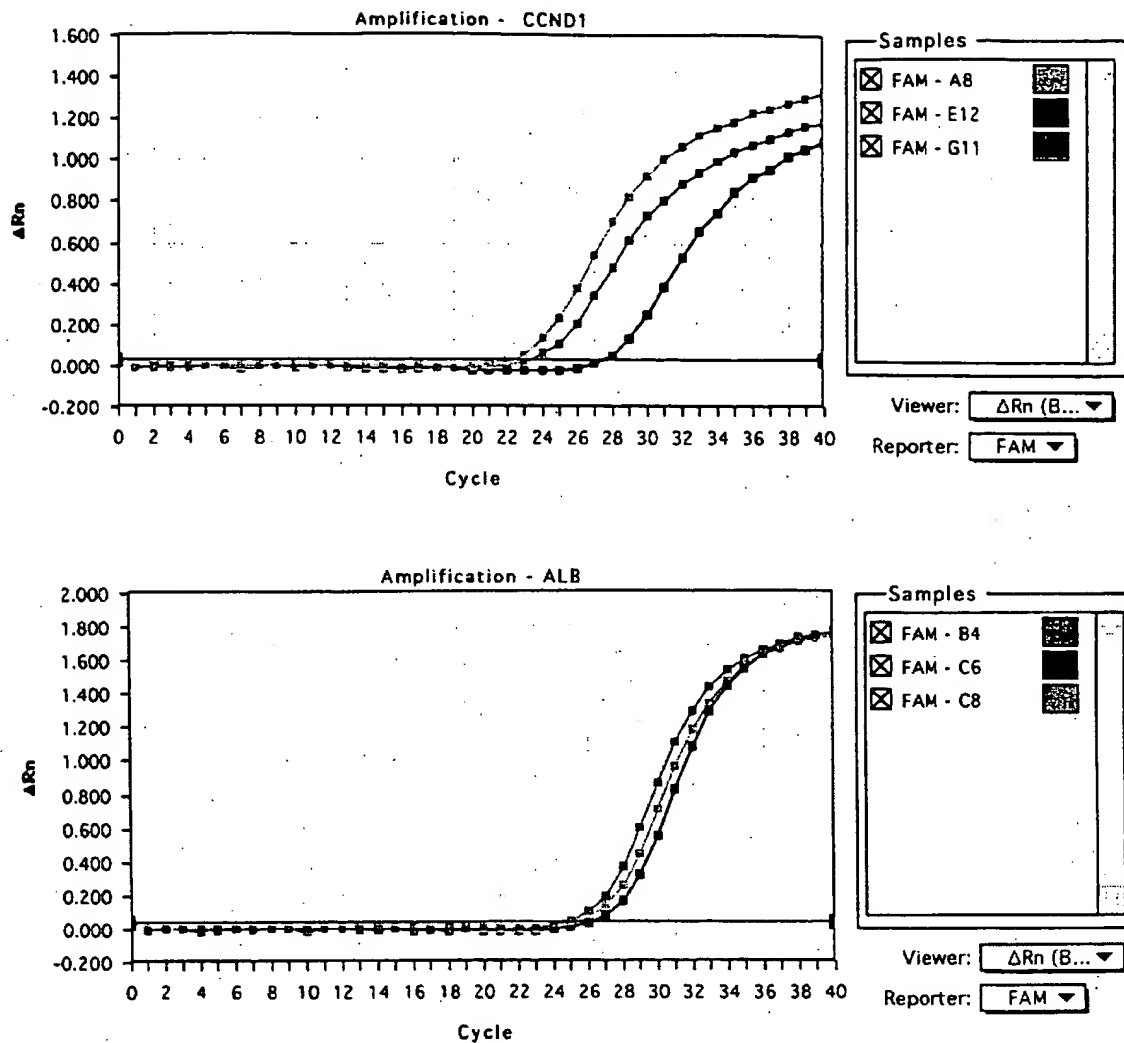 Amplification - CCND1
1.600
1.400
1.200
1.000
0.800
0.600
0.400
0.200
0.000
-0.200
ΔRn
0 2 4 6 8 10 12 14 16 18 20 22 24 26 28 30 32 34 36 38 40
Cycle
Samples
FAM - A8
FAM - E12
FAM - G11
Viewer: ΔRn (B...
Reporter: FAM
Amplification - ALB
2.000
1.800
1.600
1.400
1.200
1.000
0.800
0.600
0.400
0.200
0.000
-0.200
ΔRn
0 2 4 6 8 10 12 14 16 18 20 22 24 26 28 30 32 34 36 38 40
Cycle
Samples
FAM - B4
FAM - C6
FAM - C8
Viewer: ΔRn (B...
Reporter: FAM